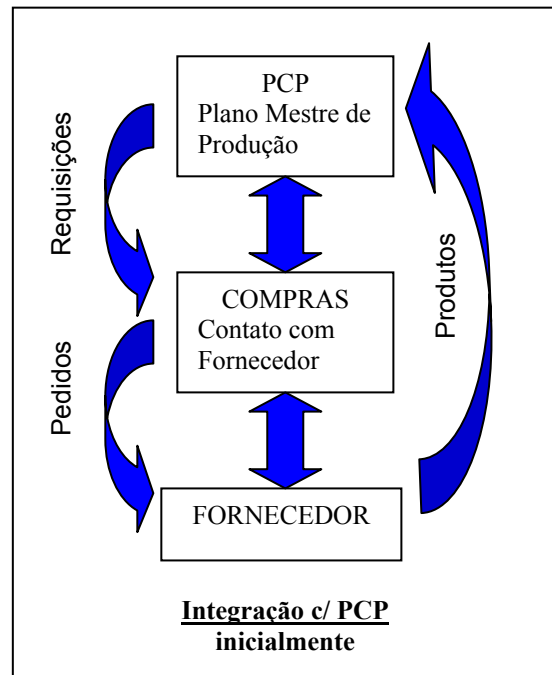 PCP
Plano Mestre de
Produção
Requisições
COMPRAS
Contato com
Fornecedor
Produtos
Pedidos
FORNECEDOR
Integração c/ PCP
inicialmente